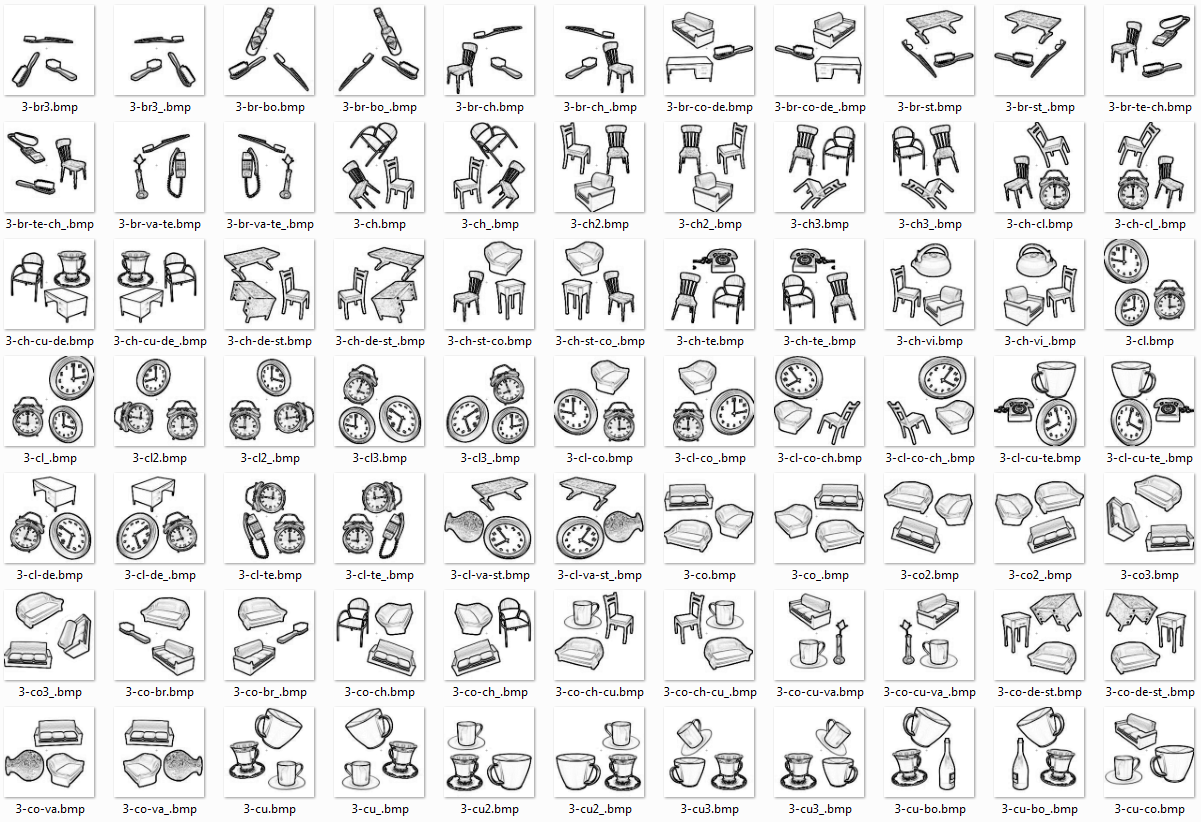 3-br3.bmp 3-br3_.bmp 3-br-bo.bmp 3-br-bo_.bmp 3-br-ch.bmp 3-br-ch_.bmp 3-br-co-de.bmp 3-br-co-de_.bmp 3-br-st.bmp 3-br-st_.bmp 3-br-te-ch.bmp
3-br-te-ch_.bmp 3-br-va-te.bmp 3-br-va-te_.bmp 3-ch.bmp 3-ch_.bmp 3-ch2.bmp 3-ch2_.bmp 3-ch3.bmp 3-ch3_.bmp 3-ch-cl.bmp 3-ch-cl_.bmp
3-ch-cu-de.bmp 3-ch-cu-de_.bmp 3-ch-de-st.bmp 3-ch-de-st_.bmp 3-ch-st-co.bmp 3-ch-st-co_.bmp 3-ch-te.bmp 3-ch-te_.bmp 3-ch-vi.bmp 3-ch-vi_.bmp 3-cl.bmp
3-cl_.bmp 3-cl2.bmp 3-cl2_.bmp 3-cl3.bmp 3-cl3_.bmp 3-cl-co.bmp 3-cl-co_.bmp 3-cl-co-ch.bmp 3-cl-co-ch_.bmp 3-cl-cu-te.bmp 3-cl-cu-te_.bmp
3-cl-de.bmp 3-cl-de_.bmp 3-cl-te.bmp 3-cl-te_.bmp 3-cl-va-st.bmp 3-cl-va-st_.bmp 3-co.bmp 3-co_.bmp 3-co2.bmp 3-co2_.bmp 3-co3.bmp
3-co3_.bmp 3-co-br.bmp 3-co-br_.bmp 3-co-ch.bmp 3-co-ch_.bmp 3-co-ch-cu.bmp 3-co-ch-cu_.bmp 3-co-cu-va.bmp 3-co-cu-va_.bmp 3-co-de-st.bmp 3-co-de-st_.bmp
3-co-va.bmp 3-co-va_.bmp 3-cu.bmp 3-cu_.bmp 3-cu2.bmp 3-cu2_.bmp 3-cu3.bmp 3-cu3_.bmp 3-cu-bo.bmp 3-cu-bo_.bmp 3-cu-co.bmp